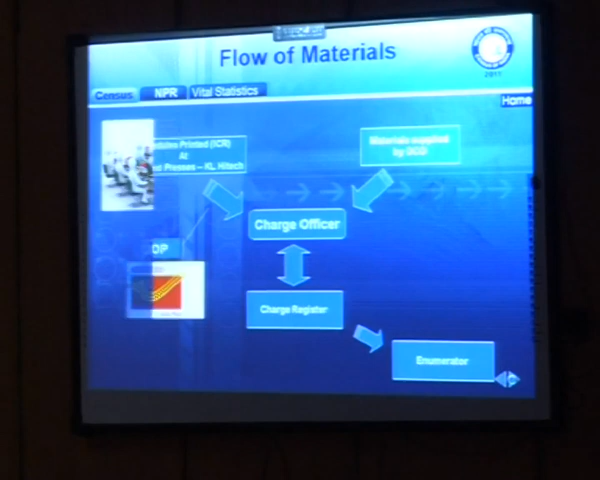 Flow of Materials
2011
Census NPR Vital Statistics
Home
Printed (ICR)
At
Presses – KL Hitech
Materials supplied
by DCO
Charge Officer
DP
Charge Register
Enumerator